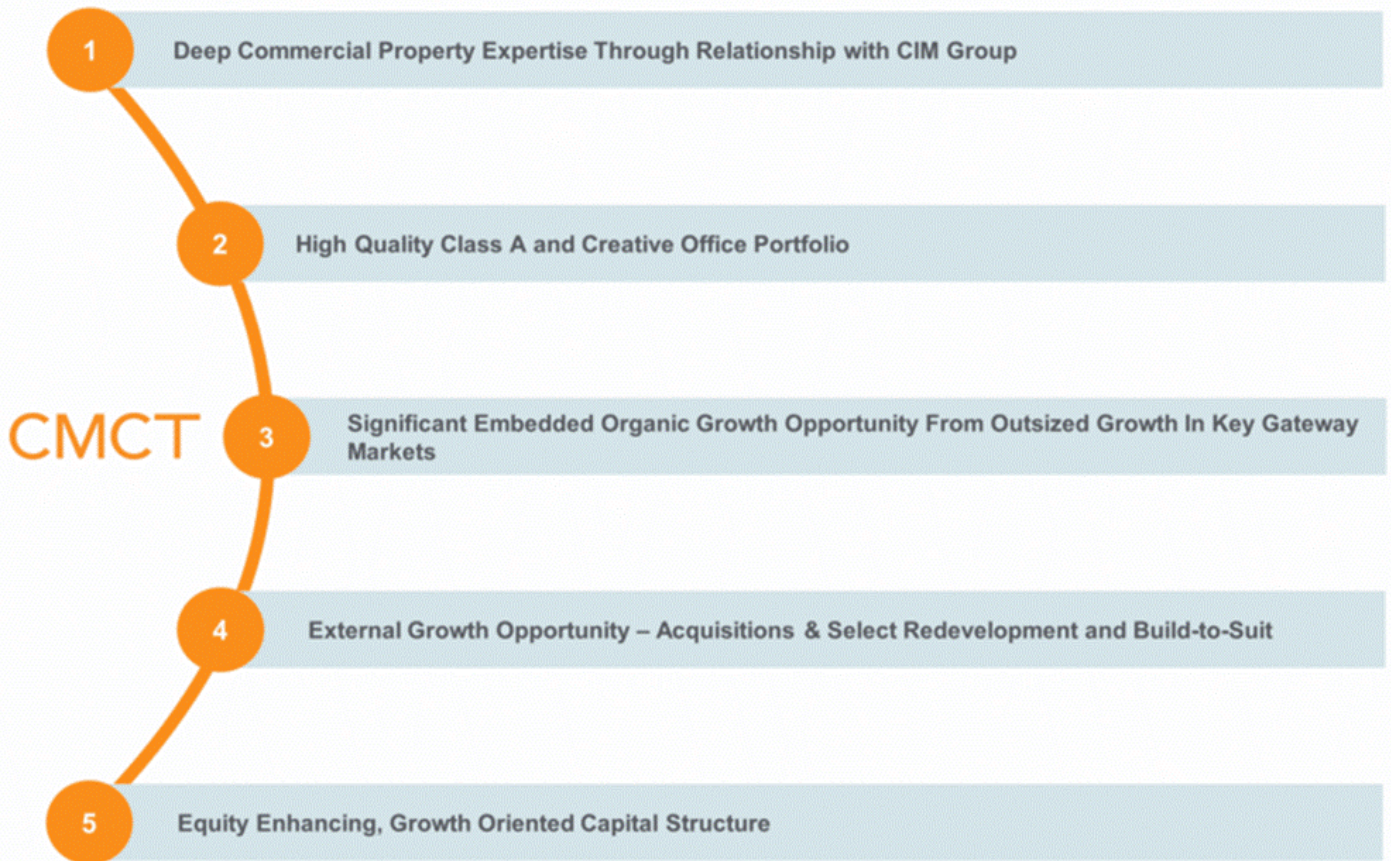 1
Deep Commercial Property Expertise Through Relationship with CIM Group
2
High Quality Class A and Creative Office Portfolio
CMCT
3
Significant Embedded Organic Growth Opportunity From Outsized Growth In Key Gateway
Markets
4
External Growth Opportunity – Acquisitions & Select Redevelopment and Build-to-Suit
5
Equity Enhancing, Growth Oriented Capital Structure